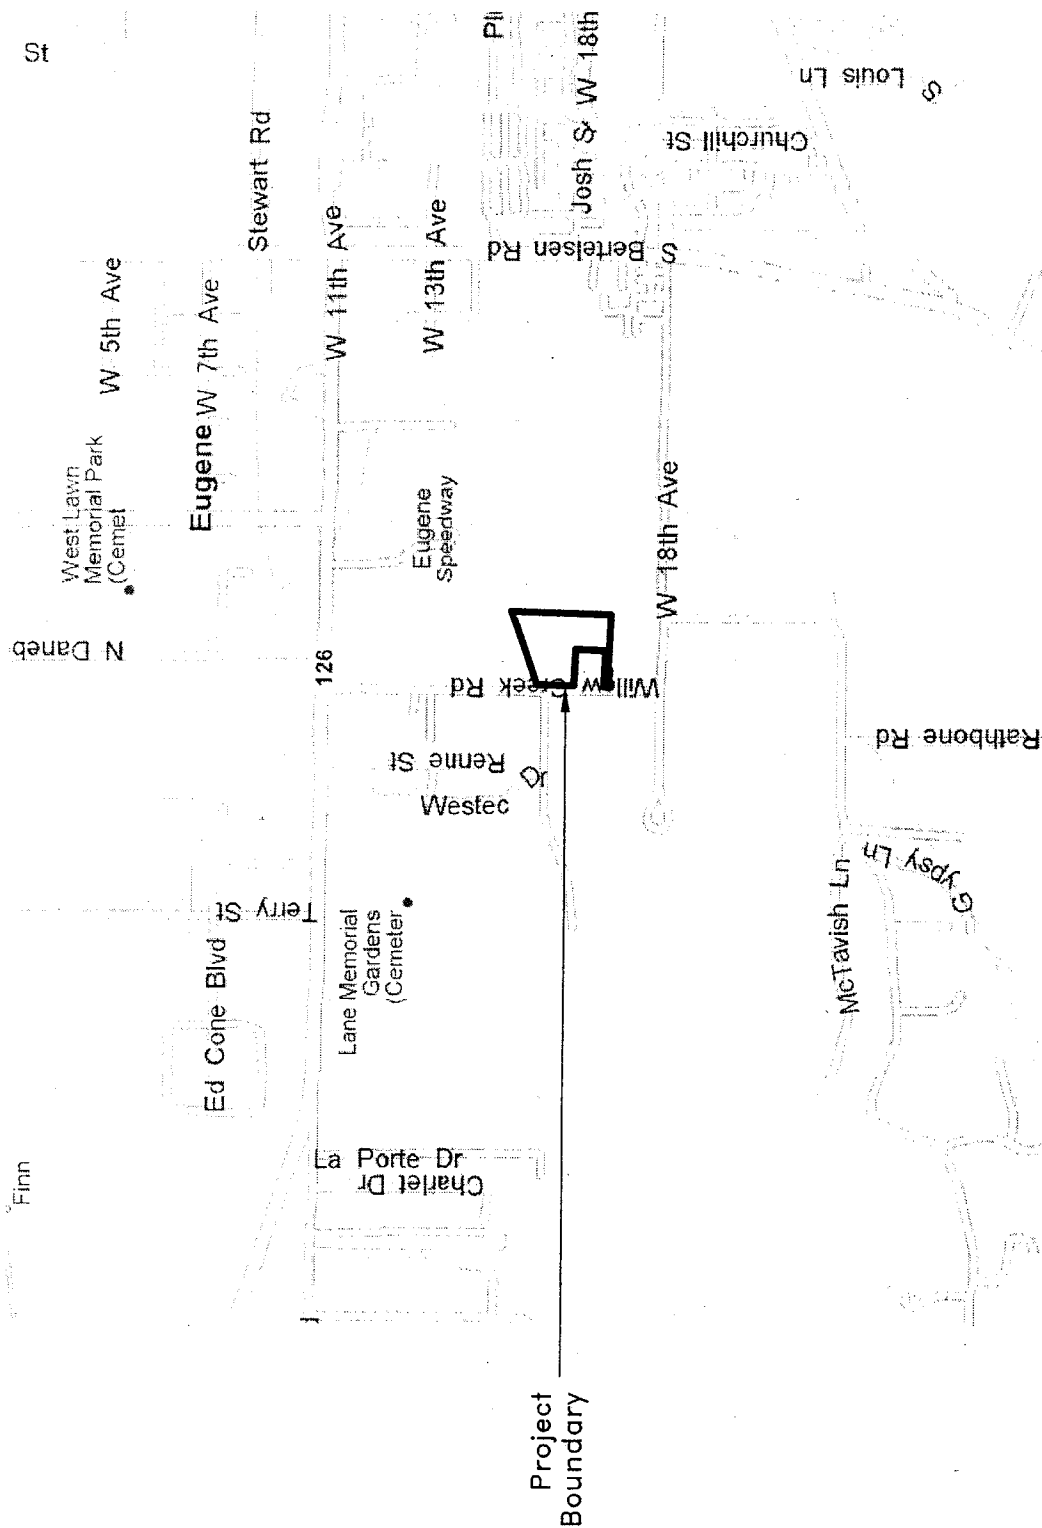 St
Finn
West Lawn
Memorial Park
(Cemet
N Daneb
W 5th Ave
Eugene
W 7th Ave
Stewart Rd
Ed Cone Blvd
Terry St
126
W 11th Ave
W 13th Ave
Lane Memorial
Gardens
(Cemeter
La Porte Dr
Charlet Dr
Renne St
Westec
Dr
Eugene
Speedway
Willow Creek Rd
S Bertelsen Rd
Josh St
W 18th
Churchill St
S Louis Ln
W 18th Ave
Rathbone Rd
McTavish Ln
Gypsy Ln
Project
Boundary